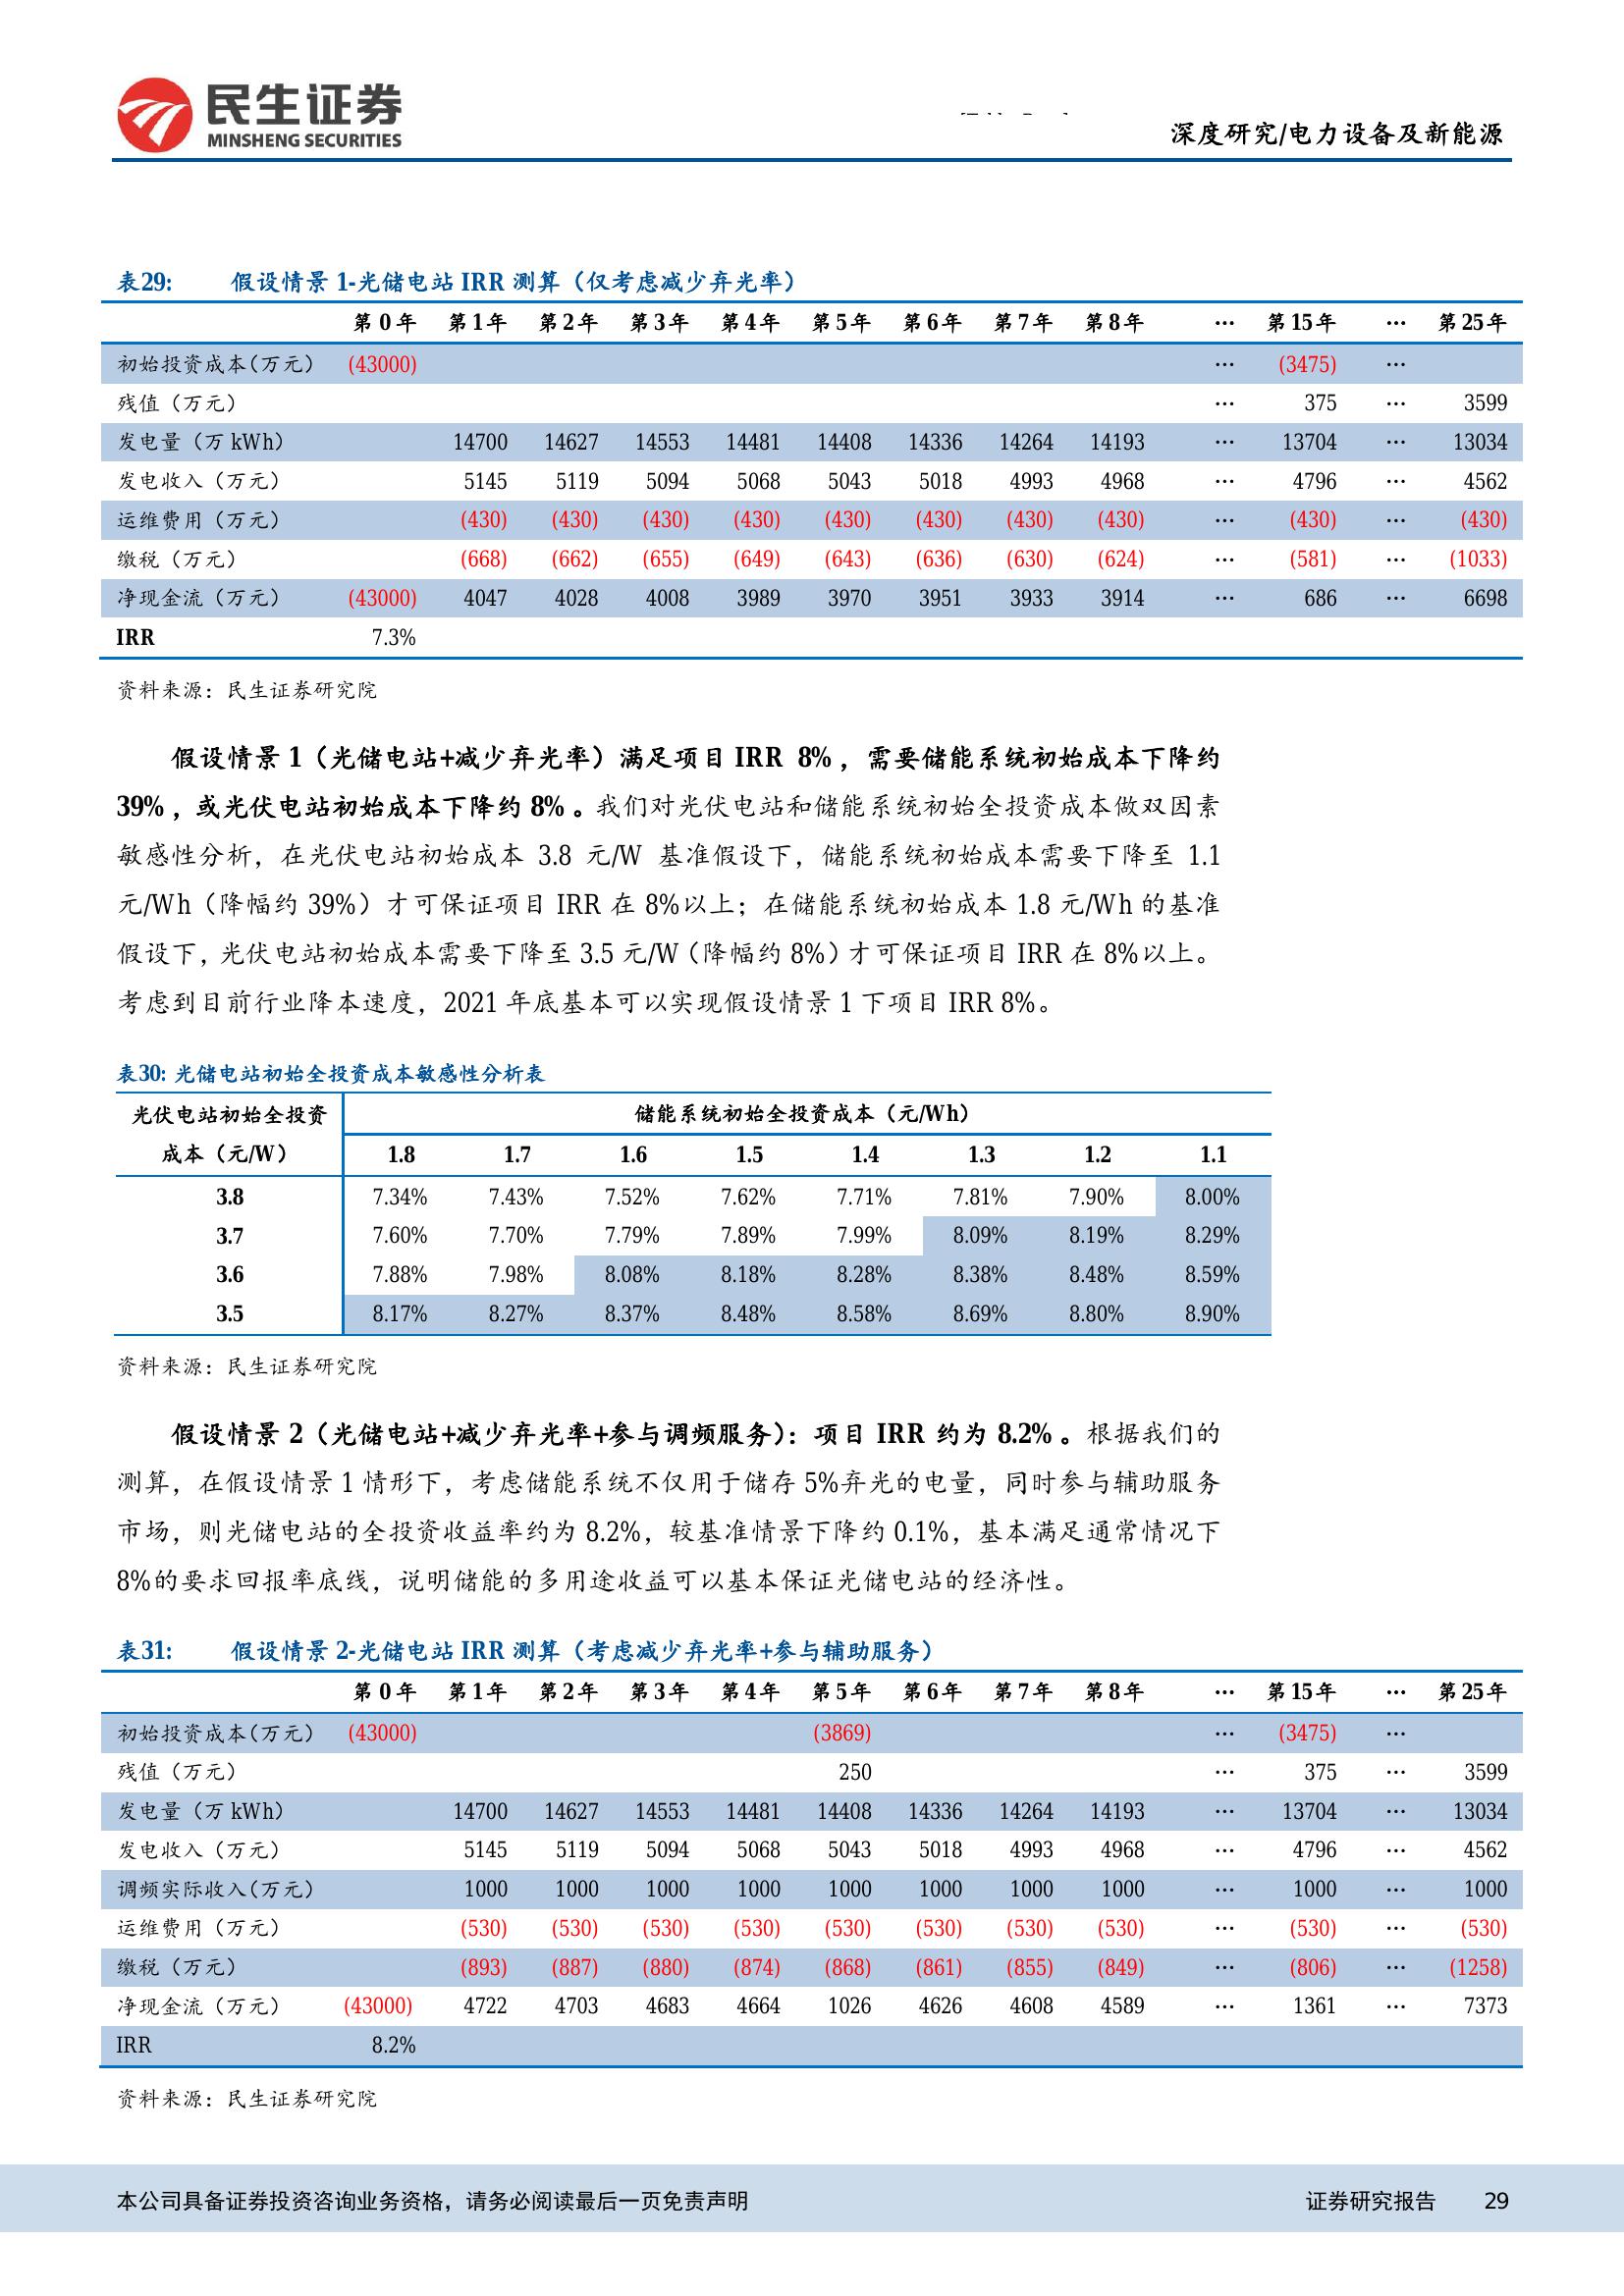 民生证券
MINSHENG SECURITIES
深度研究/电力设备及新能源
表29: 假设情景 1-光储电站 IRR 测算（仅考虑减少弃光率）
第 0 年 第 1 年 第 2 年 第 3 年 第 4 年 第 5 年 第 6 年 第 7 年 第 8 年 … 第 15 年 … 第 25 年
初始投资成本(万元) (43000) … (3475) …
残值（万元） … 375 … 3599
发电量（万 kWh） 14700 14627 14553 14481 14408 14336 14264 14193 … 13704 … 13034
发电收入（万元） 5145 5119 5094 5068 5043 5018 4993 4968 … 4796 … 4562
运维费用（万元） (430) (430) (430) (430) (430) (430) (430) (430) … (430) … (430)
缴税（万元） (668) (662) (655) (649) (643) (636) (630) (624) … (581) … (1033)
净现金流（万元） (43000) 4047 4028 4008 3989 3970 3951 3933 3914 … 686 … 6698
IRR 7.3%
资料来源：民生证券研究院
假设情景 1（光储电站+减少弃光率）满足项目 IRR 8%，需要储能系统初始成本下降约
39%，或光伏电站初始成本下降约 8%。我们对光伏电站和储能系统初始全投资成本做双因素
敏感性分析，在光伏电站初始成本 3.8 元/W 基准假设下，储能系统初始成本需要下降至 1.1
元/Wh（降幅约 39%）才可保证项目 IRR 在 8%以上；在储能系统初始成本 1.8 元/Wh 的基准
假设下，光伏电站初始成本需要下降至 3.5 元/W（降幅约 8%）才可保证项目 IRR 在 8%以上。
考虑到目前行业降本速度，2021 年底基本可以实现假设情景 1 下项目 IRR 8%。
表30: 光储电站初始全投资成本敏感性分析表
光伏电站初始全投资 储能系统初始全投资成本（元/Wh）
成本（元/W） 1.8 1.7 1.6 1.5 1.4 1.3 1.2 1.1
3.8 7.34% 7.43% 7.52% 7.62% 7.71% 7.81% 7.90% 8.00%
3.7 7.60% 7.70% 7.79% 7.89% 7.99% 8.09% 8.19% 8.29%
3.6 7.88% 7.98% 8.08% 8.18% 8.28% 8.38% 8.48% 8.59%
3.5 8.17% 8.27% 8.37% 8.48% 8.58% 8.69% 8.80% 8.90%
资料来源：民生证券研究院
假设情景 2（光储电站+减少弃光率+参与调频服务）：项目 IRR 约为 8.2%。根据我们的
测算，在假设情景 1 情形下，考虑储能系统不仅用于储存 5%弃光的电量，同时参与辅助服务
市场，则光储电站的全投资收益率约为 8.2%，较基准情景下降约 0.1%，基本满足通常情况下
8%的要求回报率底线，说明储能的多用途收益可以基本保证光储电站的经济性。
表31: 假设情景 2-光储电站 IRR 测算（考虑减少弃光率+参与辅助服务）
第 0 年 第 1 年 第 2 年 第 3 年 第 4 年 第 5 年 第 6 年 第 7 年 第 8 年 … 第 15 年 … 第 25 年
初始投资成本(万元) (43000) (3869) … (3475) …
残值（万元） 250 … 375 … 3599
发电量（万 kWh） 14700 14627 14553 14481 14408 14336 14264 14193 … 13704 … 13034
发电收入（万元） 5145 5119 5094 5068 5043 5018 4993 4968 … 4796 … 4562
调频实际收入(万元) 1000 1000 1000 1000 1000 1000 1000 1000 … 1000 … 1000
运维费用（万元） (530) (530) (530) (530) (530) (530) (530) (530) … (530) … (530)
缴税（万元） (893) (887) (880) (874) (868) (861) (855) (849) … (806) … (1258)
净现金流（万元） (43000) 4722 4703 4683 4664 1026 4626 4608 4589 … 1361 … 7373
IRR 8.2%
资料来源：民生证券研究院
本公司具备证券投资咨询业务资格，请务必阅读最后一页免责声明 证券研究报告 29